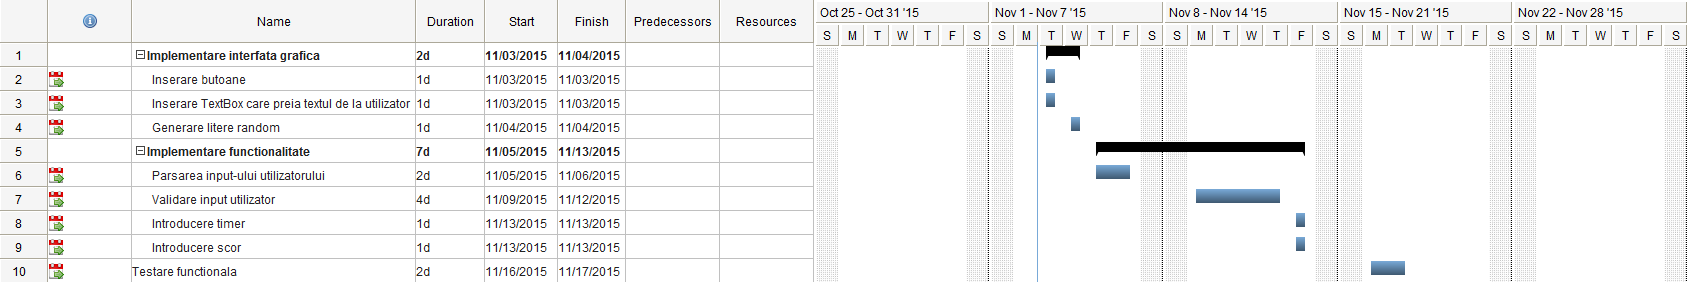 Name Duration Start Finish Predecessors Resources Oct 25 - Oct 31 '15 Nov 1 - Nov 7 '15 Nov 8 - Nov 14 '15 Nov 15 - Nov 21 '15 Nov 22 - Nov 28 '15
S M T W T F S S M T W T F S S M T W T F S S M T W T F S S M T W T F S
1 Implementare interfata grafica 2d 11/03/2015 11/04/2015
2 Inserare butoane 1d 11/03/2015 11/03/2015
3 Inserare TextBox care preia textul de la utilizator 1d 11/03/2015 11/03/2015
4 Generare litere random 1d 11/04/2015 11/04/2015
5 Implementare functionalitate 7d 11/05/2015 11/13/2015
6 Parsarea input-ului utilizatorului 2d 11/05/2015 11/06/2015
7 Validare input utilizator 4d 11/09/2015 11/12/2015
8 Introducere timer 1d 11/13/2015 11/13/2015
9 Introducere scor 1d 11/13/2015 11/13/2015
10 Testare functionala 2d 11/16/2015 11/17/2015